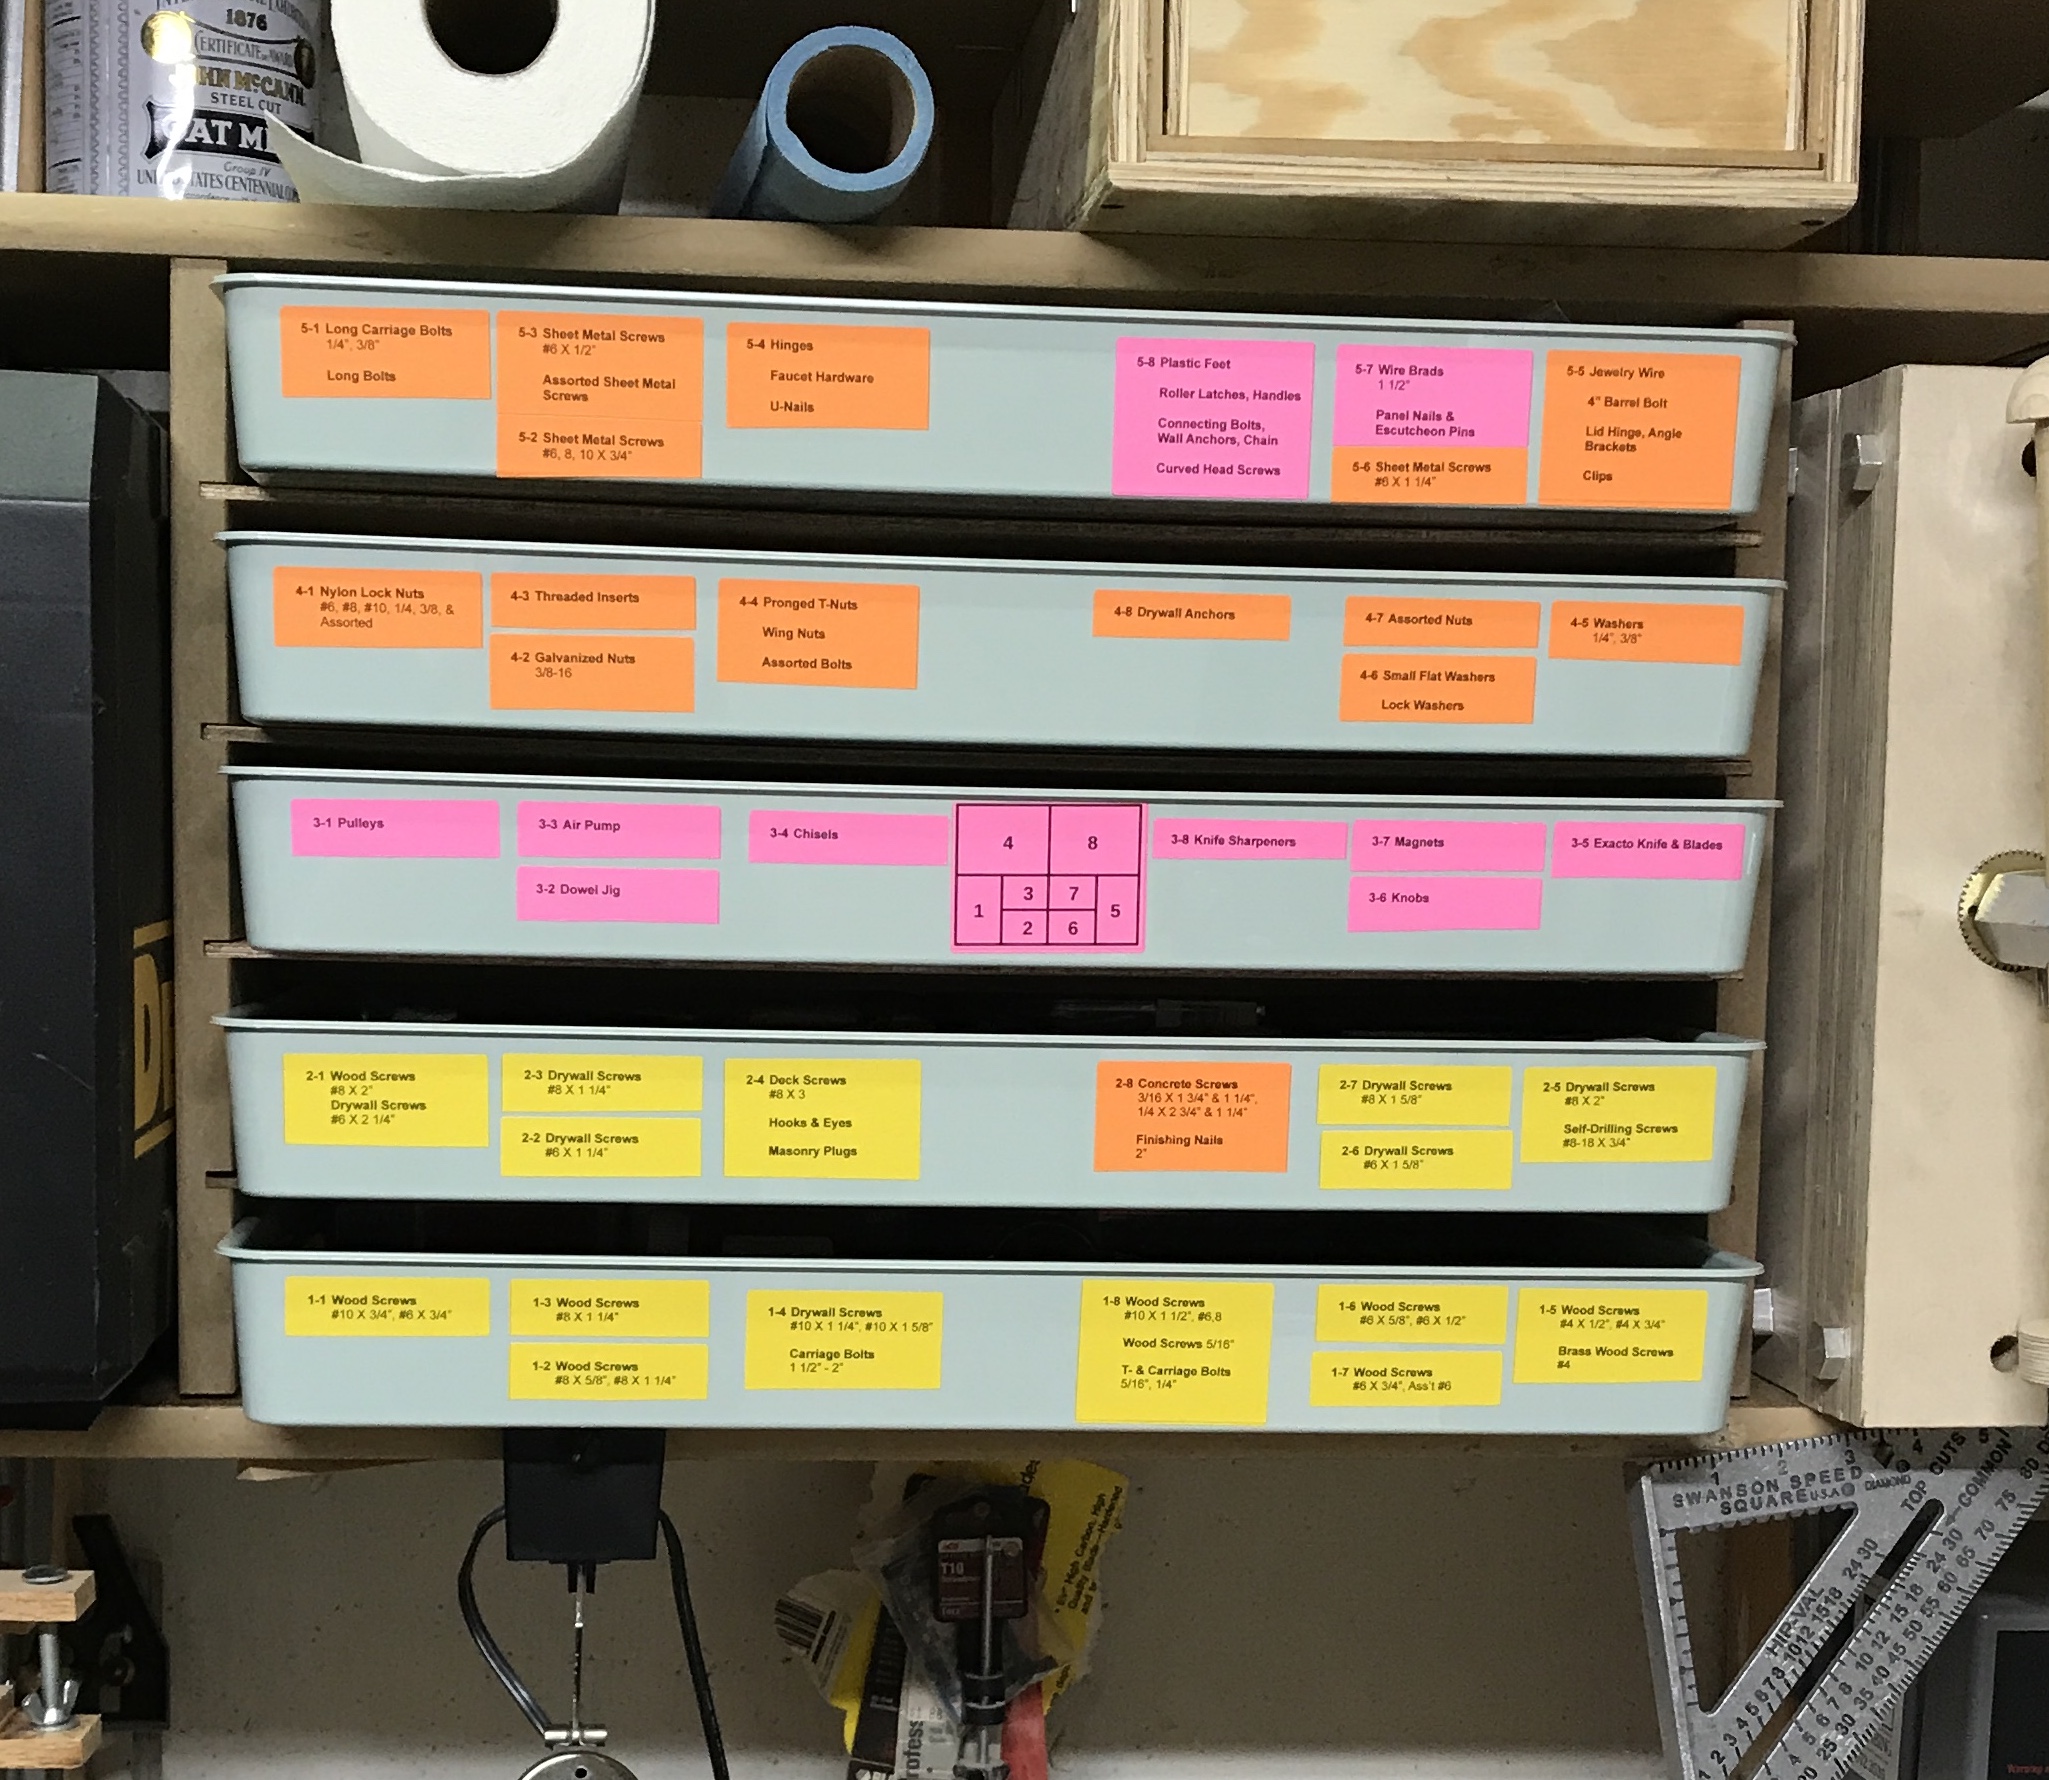 1876
CERTIFICATE OF AWARD
JOHN McCANN
STEEL CUT
OAT ME
Group IV
5-1 Long Carriage Bolts
1/4", 3/8"
Long Bolts
5-3 Sheet Metal Screws
#6 X 1/2"
Assorted Sheet Metal
Screws
5-2 Sheet Metal Screws
#6, 8, 10 X 3/4"
5-4 Hinges
Faucet Hardware
U-Nails
5-8 Plastic Feet
Roller Latches, Handles
Connecting Bolts,
Wall Anchors, Chain
Curved Head Screws
5-7 Wire Brads
1 1/2"
Panel Nails &
Escutcheon Pins
5-6 Sheet Metal Screws
#6 X 1 1/4"
5-5 Jewelry Wire
4" Barrel Bolt
Lid Hinge, Angle
Brackets
Clips
4-1 Nylon Lock Nuts
#6, #8, #10, 1/4, 3/8, &
Assorted
4-3 Threaded Inserts
4-2 Galvanized Nuts
3/8-16
4-4 Pronged T-Nuts
Wing Nuts
Assorted Bolts
4-8 Drywall Anchors
4-7 Assorted Nuts
4-6 Small Flat Washers
Lock Washers
4-5 Washers
1/4", 3/8"
3-1 Pulleys
3-3 Air Pump
3-2 Dowel Jig
3-4 Chisels
4 8
1 3 7 5
2 6
3-8 Knife Sharpeners
3-7 Magnets
3-6 Knobs
3-5 Exacto Knife & Blades
2-1 Wood Screws
#8 X 2"
Drywall Screws
#6 X 2 1/4"
2-3 Drywall Screws
#8 X 1 1/4"
2-2 Drywall Screws
#6 X 1 1/4"
2-4 Deck Screws
#8 X 3
Hooks & Eyes
Masonry Plugs
2-8 Concrete Screws
3/16 X 1 3/4" & 1 1/4",
1/4 X 2 3/4" & 1 1/4"
Finishing Nails
2"
2-7 Drywall Screws
#8 X 1 5/8"
2-6 Drywall Screws
#6 X 1 5/8"
2-5 Drywall Screws
#8 X 2"
Self-Drilling Screws
#8-18 X 3/4"
1-1 Wood Screws
#10 X 3/4", #6 X 3/4"
1-3 Wood Screws
#8 X 1 1/4"
1-2 Wood Screws
#8 X 5/8", #8 X 1 1/4"
1-4 Drywall Screws
#10 X 1 1/4", #10 X 1 5/8"
Carriage Bolts
1 1/2" - 2"
1-8 Wood Screws
#10 X 1 1/2", #6,8
Wood Screws 5/16"
T- & Carriage Bolts
5/16", 1/4"
1-6 Wood Screws
#6 X 5/8", #6 X 1/2"
1-7 Wood Screws
#6 X 3/4", Ass't #6
1-5 Wood Screws
#4 X 1/2", #4 X 3/4"
Brass Wood Screws
#4
T10
High Carbon, High
Quality Blade—Hardened
SWANSON SPEED
SQUARE U.S.A.
DIAMOND
TOP CUTS
COMMON
HIP-VAL